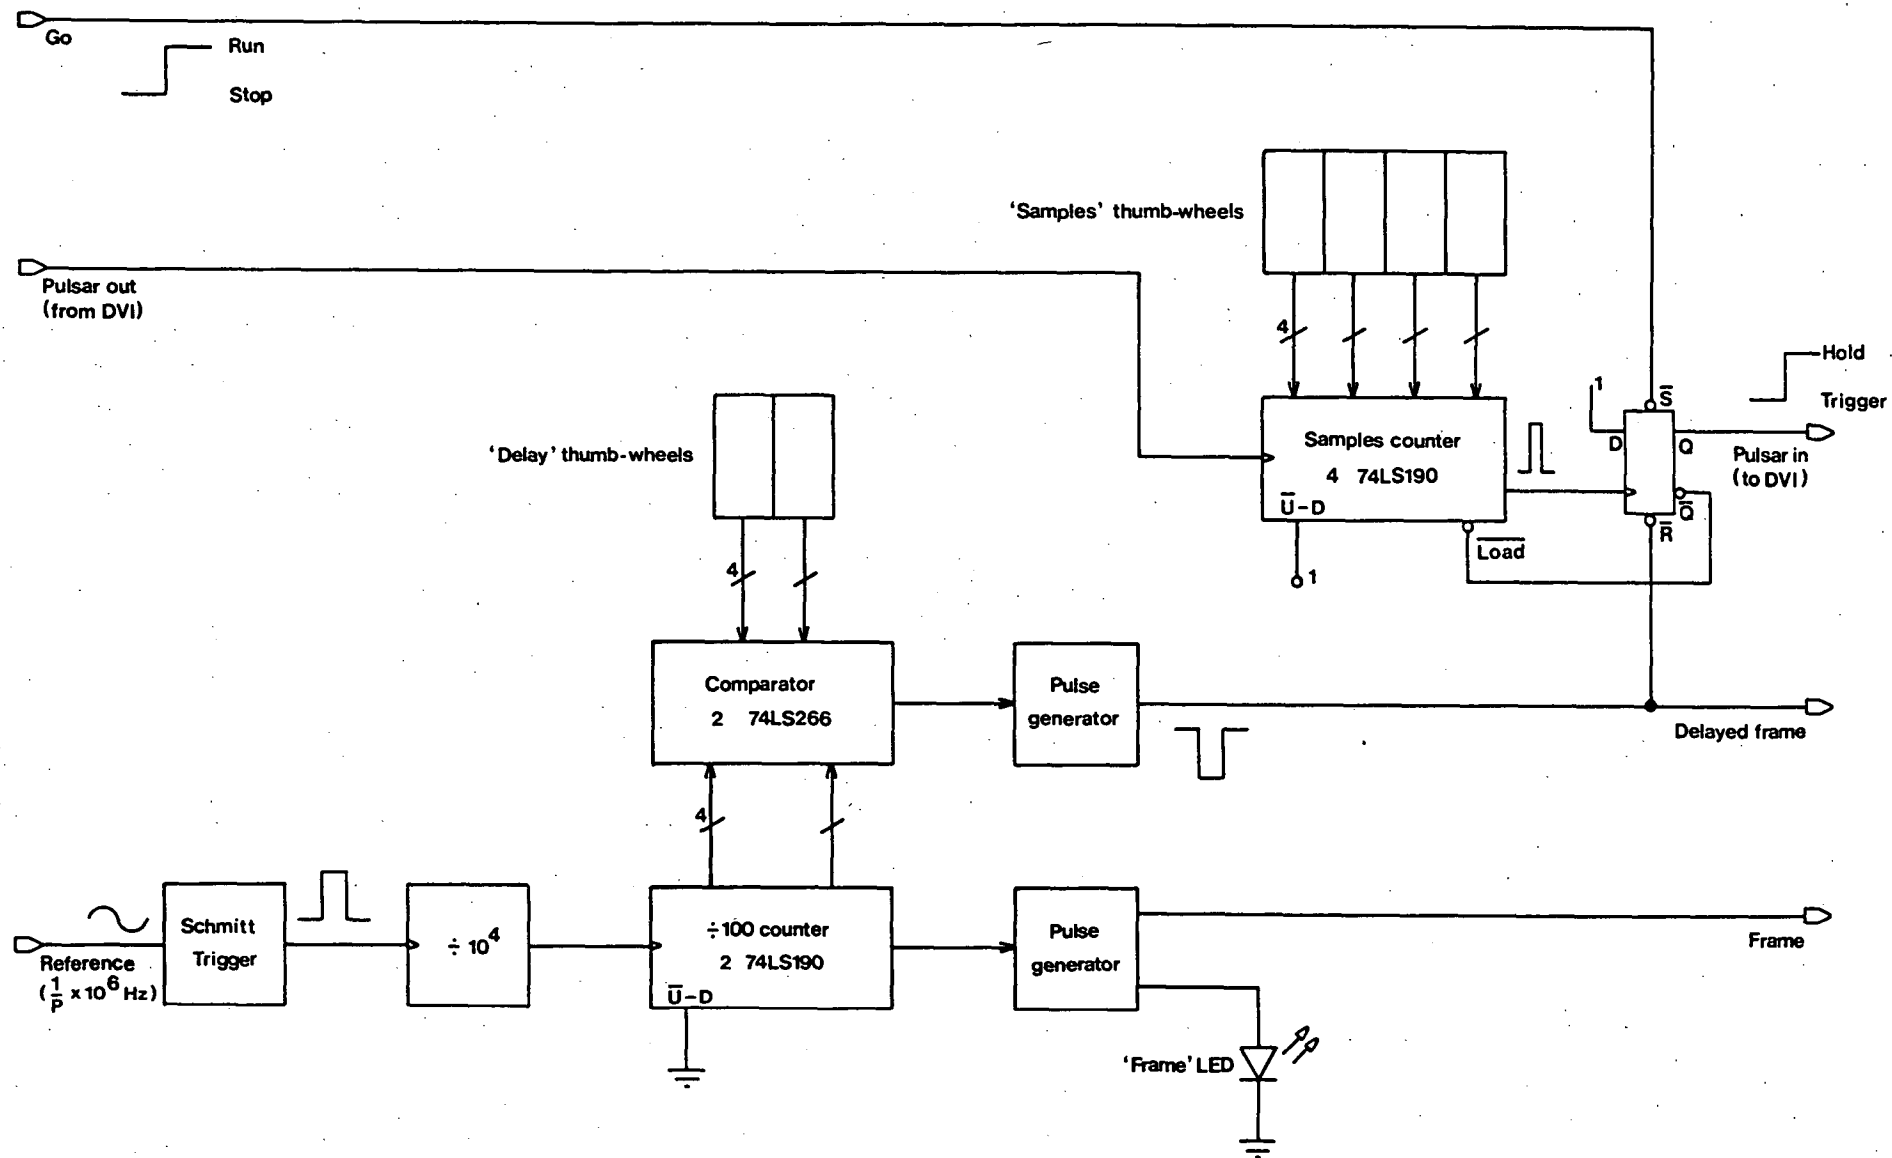 Go
Run
Stop
'Samples' thumb-wheels
Pulsar out
(from DVI)
4
Hold
Trigger
1
S̅
D
Q
Q̅
R̅
Pulsar in
(to DVI)
Samples counter
4 74LS190
U̅-D
L̅o̅a̅d̅
1
'Delay' thumb-wheels
4
Comparator
2 74LS266
Pulse
generator
Delayed frame
4
Schmitt
Trigger
÷ 10⁴
÷100 counter
2 74LS190
U̅-D
Pulse
generator
Frame
Reference
(1/P x 10⁶ Hz)
'Frame' LED